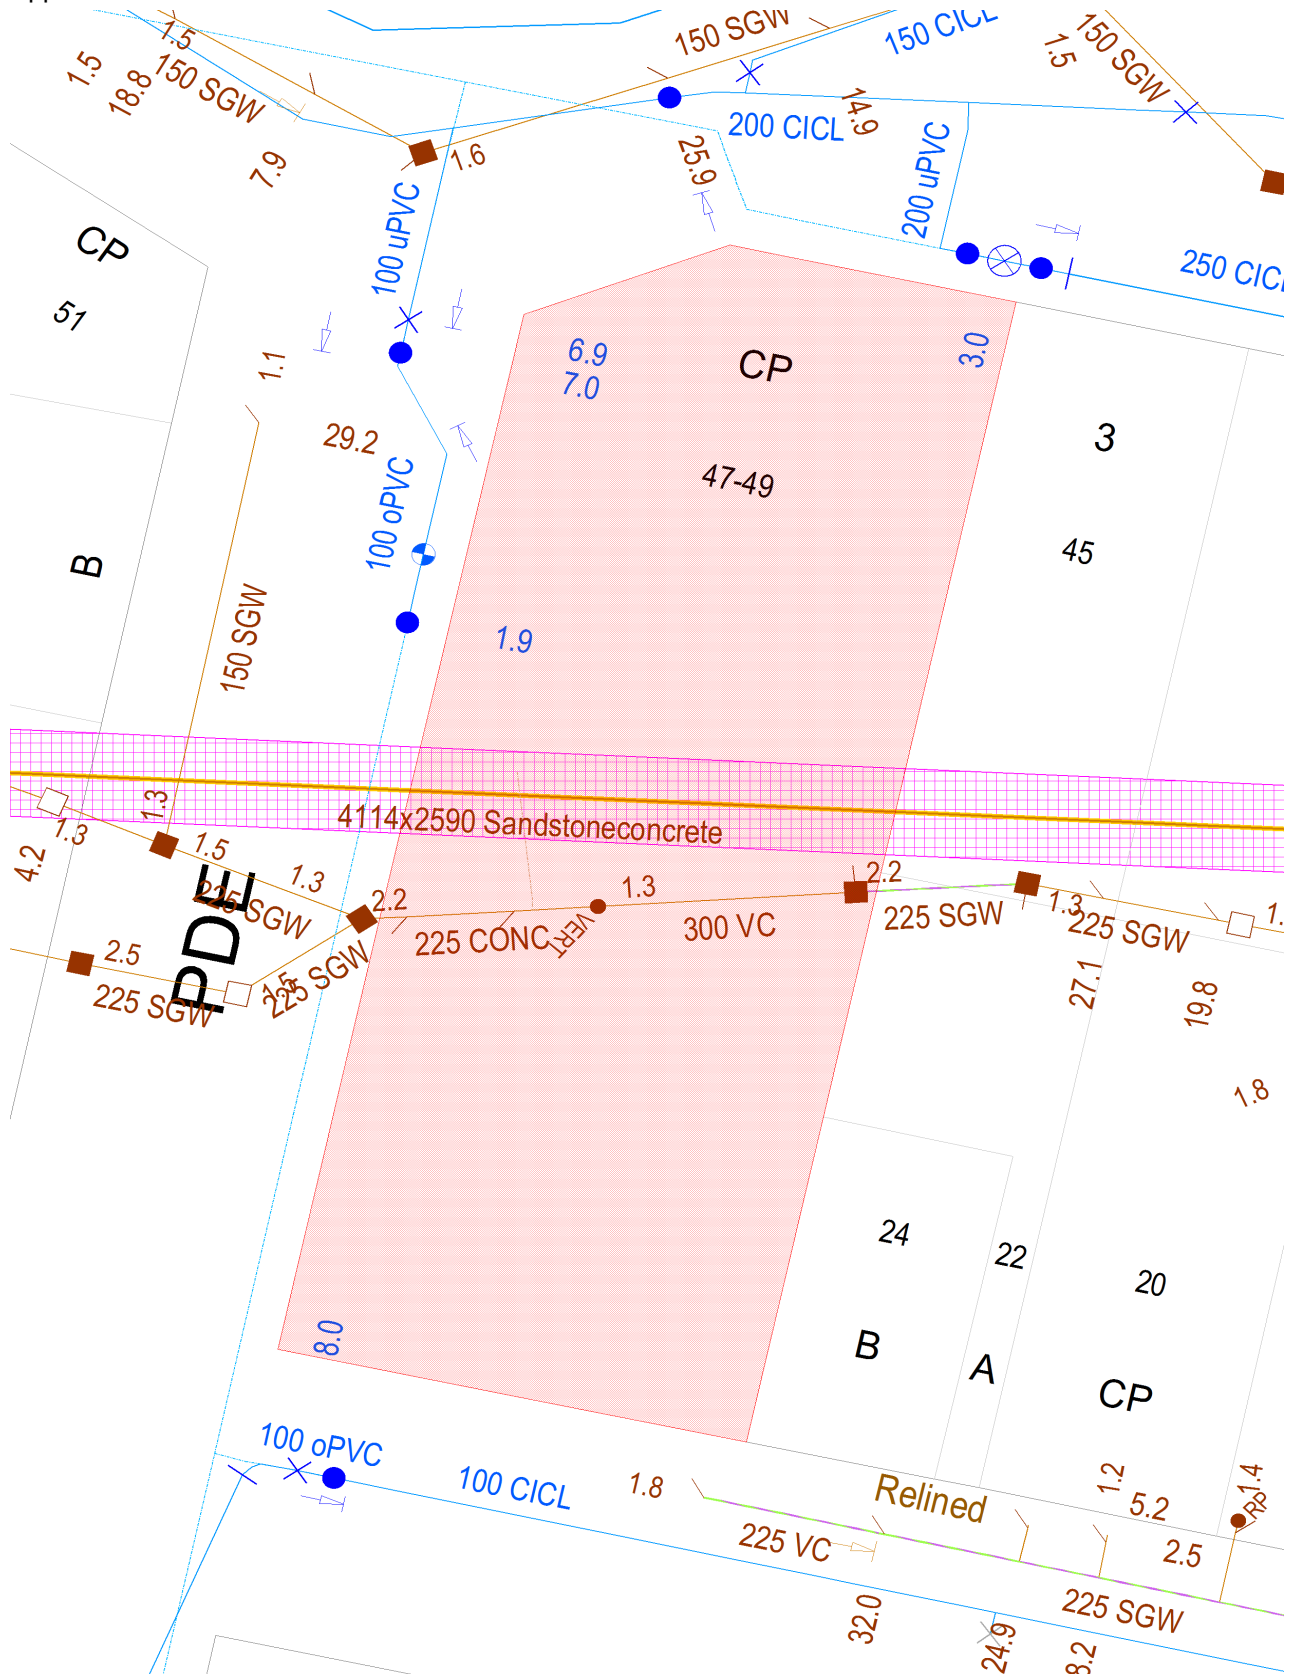 1.5
150 SGW
150 CICL
150 SGW
1.5
1.5
18.8
150 SGW
7.9
1.6
25.9
200 CICL
14.9
200 uPVC
100 uPVC
250 CICL
CP
51
1.1
29.2
100 oPVC
6.9
7.0
CP
3.0
47-49
3
45
B
150 SGW
1.9
4114x2590 Sandstoneconcrete
1.3
1.3
4.2
1.5
1.3
225 SGW
2.2
PDE
2.5
225 SGW
1.5
225 SGW
225 CONC
VERT
1.3
300 VC
2.2
225 SGW
1.3
225 SGW
1.
27.1
19.8
1.8
24
22
20
B
A
CP
8.0
100 oPVC
100 CICL
1.8
Relined
225 VC
1.2
5.2
1.4
RP
2.5
225 SGW
32.0
24.9
8.2